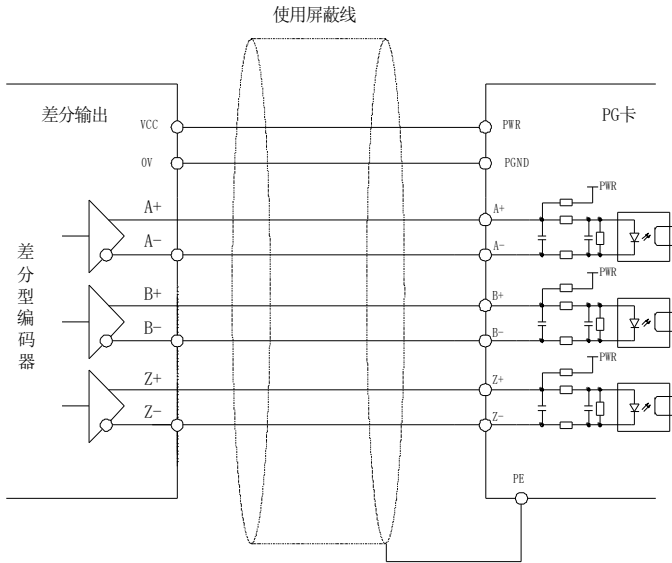 使用屏蔽线
差分输出
PG卡
VCC
PWR
0V
PGND
PWR
A+
A+
A-
A-
PWR
B+
B+
B-
B-
PWR
Z+
Z+
Z-
Z-
差分型编码器
PE